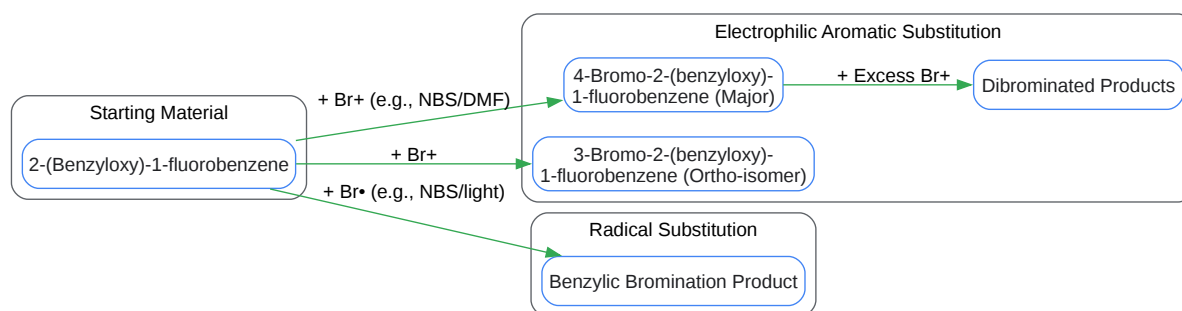 Electrophilic Aromatic Substitution
4-Bromo-2-(benzyloxy)-
1-fluorobenzene (Major)
+ Excess Br+
Dibrominated Products
+ Br+ (e.g., NBS/DMF)
Starting Material
2-(Benzyloxy)-1-fluorobenzene
+ Br+
3-Bromo-2-(benzyloxy)-
1-fluorobenzene (Ortho-isomer)
+ Br• (e.g., NBS/light)
Radical Substitution
Benzylic Bromination Product